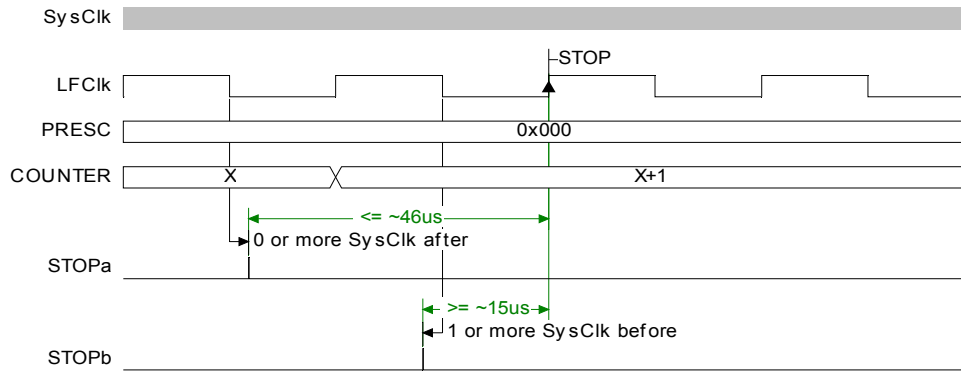 SysClk
STOP
LFClk
PRESC 0x000
COUNTER X X+1
<= ~46us
0 or more SysClk after
STOPa
>= ~15us
1 or more SysClk before
STOPb